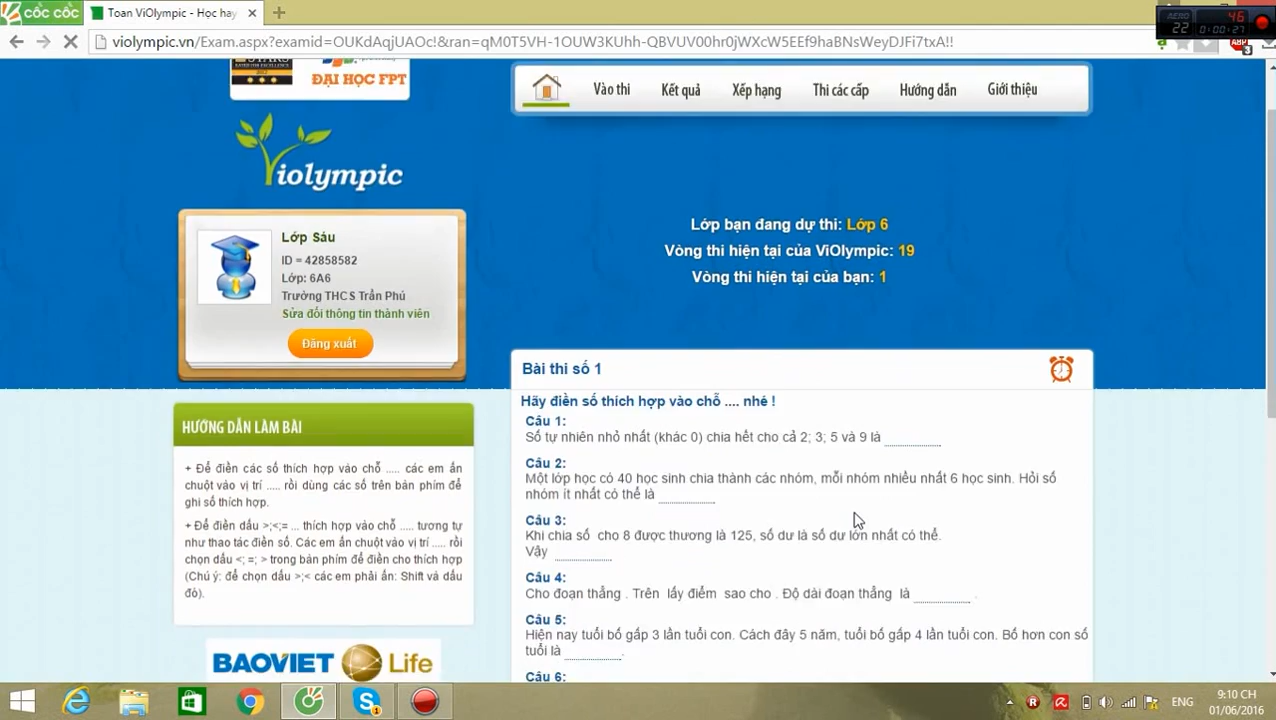 cốc cốc
Toan ViOlympic - Học hay
violympic.vn/Exam.aspx?
46
AERO
22
0:00:27
ABP
3
ĐẠI HỌC FPT
Vào thi
Kết quả
Xếp hạng
Thi các cấp
Hướng dẫn
Giới thiệu
Violympic
Lớp Sáu
ID = 42858582
Lớp: 6A6
Trường THCS Trần Phú
Sửa đổi thông tin thành viên
Đăng xuất
Lớp bạn đang dự thi: Lớp 6
Vòng thi hiện tại của ViOlympic: 19
Vòng thi hiện tại của bạn: 1
HƯỚNG DẪN LÀM BÀI
+ Để điền các số thích hợp vào chỗ ..... các em ấn
chuột vào vị trí ..... rồi dùng các số trên bàn phím để
ghi số thích hợp.
+ Để điền dấu >;<;= ... thích hợp vào chỗ ..... tương tự
như thao tác điền số. Các em ấn chuột vào vị trí .... rồi
chọn dấu <; =; > trong bàn phím để điền cho thích hợp
(Chú ý: để chọn dấu >;< các em phải ấn: Shift và dấu
đó).
BAOVIET Life
Bài thi số 1
Hãy điền số thích hợp vào chỗ .... nhé !
Câu 1:
Số tự nhiên nhỏ nhất (khác 0) chia hết cho cả 2; 3; 5 và 9 là
Câu 2:
Một lớp học có 40 học sinh chia thành các nhóm, mỗi nhóm nhiều nhất 6 học sinh. Hỏi số
nhóm ít nhất có thể là
Câu 3:
Khi chia số cho 8 được thương là 125, số dư là số dư lớn nhất có thể.
Vậy
Câu 4:
Cho đoạn thẳng . Trên lấy điểm sao cho . Độ dài đoạn thẳng là .
Câu 5:
Hiện nay tuổi bố gấp 3 lần tuổi con. Cách đây 5 năm, tuổi bố gấp 4 lần tuổi con. Bố hơn con số
tuổi là .
Câu 6:
ENG
9:10 CH
01/06/2016